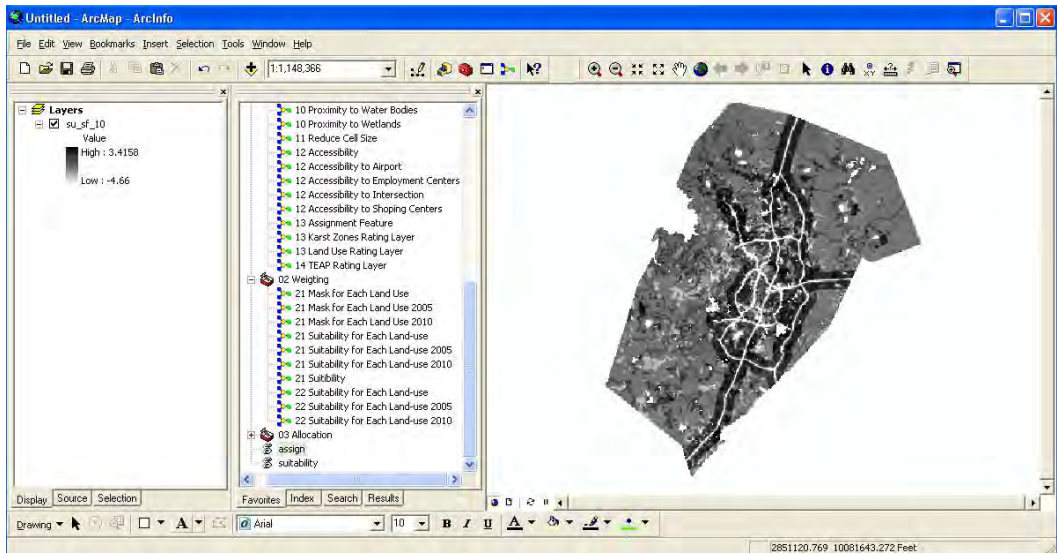 Untitled - ArcMap - ArcInfo
File Edit View Bookmarks Insert Selection Tools Window Help
1:1,148,366
Layers
su_sf_10
Value
High : 3.4158
Low : -4.66
10 Proximity to Water Bodies
10 Proximity to Wetlands
11 Reduce Cell Size
12 Accessibility
12 Accessibility to Airport
12 Accessibility to Employment Centers
12 Accessibility to Intersection
12 Accessibility to Shoping Centers
13 Assignment Feature
13 Karst Zones Rating Layer
13 Land Use Rating Layer
14 TEAP Rating Layer
02 Weigting
21 Mask for Each Land Use
21 Mask for Each Land Use 2005
21 Mask for Each Land Use 2010
21 Suitability for Each Land-use
21 Suitability for Each Land-use 2005
21 Suitability for Each Land-use 2010
21 Suitibility
22 Suitability for Each Land-use
22 Suitability for Each Land-use 2005
22 Suitability for Each Land-use 2010
03 Allocation
assign
suitability
Display Source Selection
Favorites Index Search Results
Drawing A Arial 10 B I U A
2851120.769 10081643.272 Feet